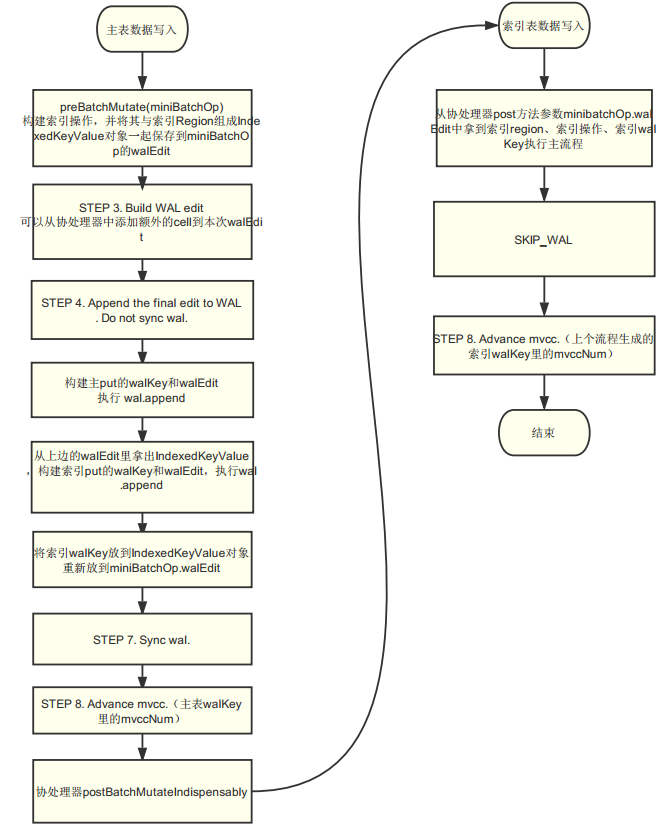 主表数据写入
preBatchMutate(miniBatchOp)
构建索引操作，并将其与索引Region组成Inde
xedKeyValue对象一起保存到miniBatchO
p的walEdit
STEP 3. Build WAL edit
可以从协处理器中添加额外的cell到本次walEdi
t
STEP 4. Append the final edit to WAL
. Do not sync wal.
构建主put的walKey和walEdit
执行 wal.append
从上边的walEdit里拿出IndexedKeyValue
，构建索引put的walKey和walEdit，执行wal
.append
将索引walKey放到IndexedKeyValue对象
重新放到miniBatchOp.walEdit
STEP 7. Sync wal.
STEP 8. Advance mvcc.（主表walKey
里的mvccNum）
协处理器postBatchMutateIndispensably
索引表数据写入
从协处理器post方法参数minibatchOp.wal
Edit中拿到索引region、索引操作、索引wal
Key执行主流程
SKIP_WAL
STEP 8. Advance mvcc.（上个流程生成的
索引walKey里的mvccNum）
结束